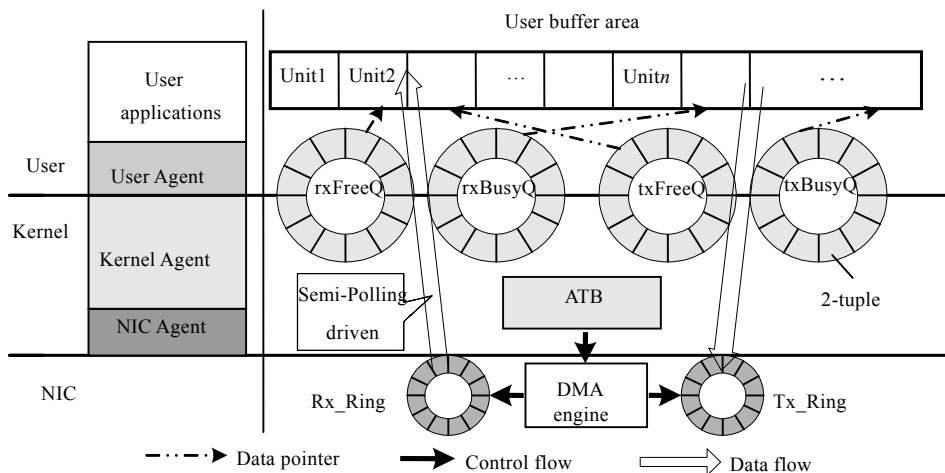 User buffer area
User
applications
Unit1 Unit2 ... Unitn ...
User
User Agent
rxFreeQ rxBusyQ txFreeQ txBusyQ
Kernel
Kernel Agent
Semi-Polling
driven
ATB
2-tuple
NIC Agent
NIC
Rx_Ring
DMA
engine
Tx_Ring
Data pointer
Control flow
Data flow